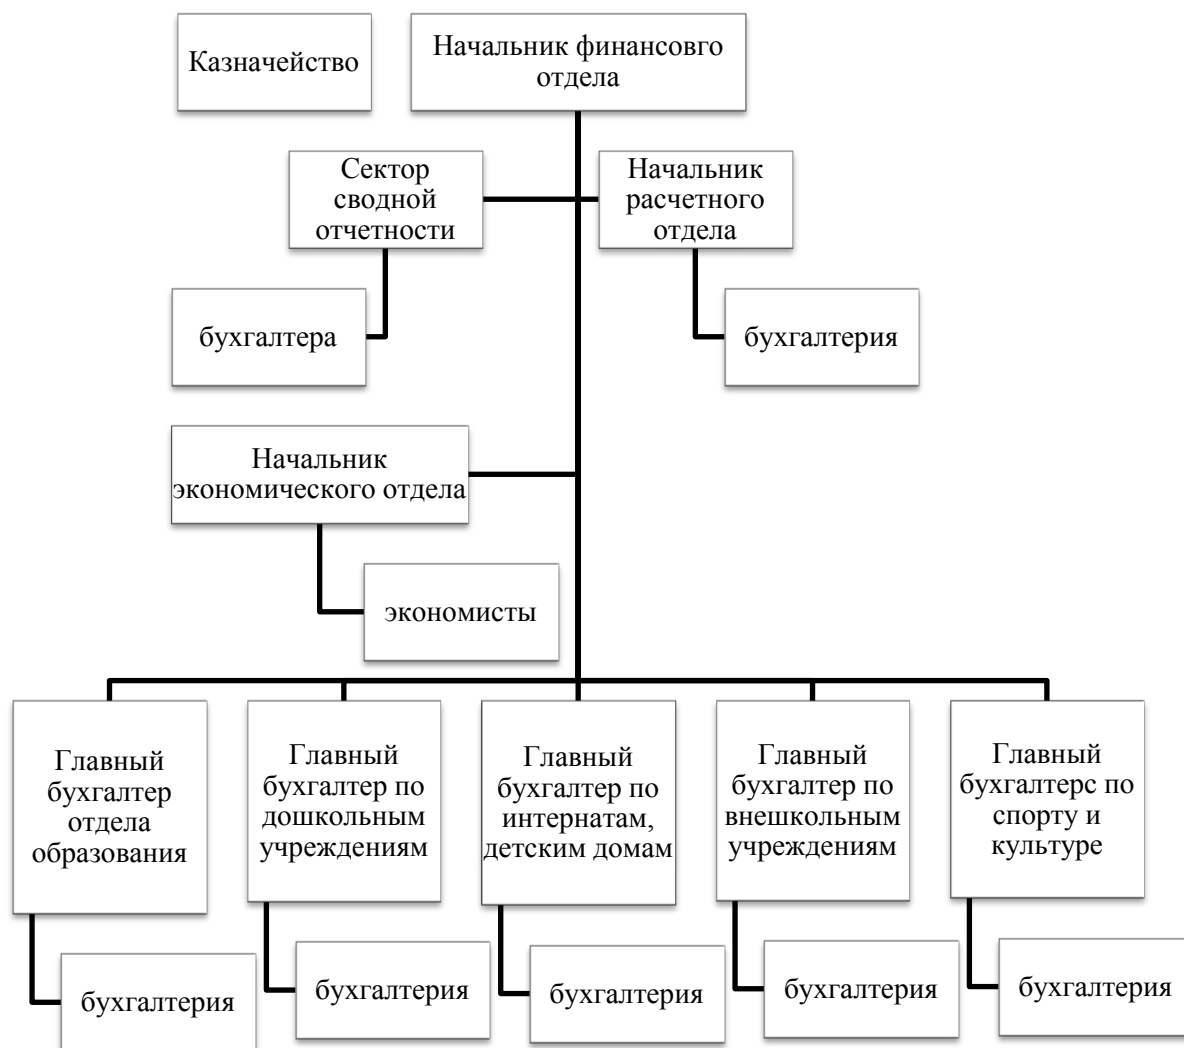 Казначейство
Начальник финансовго
отдела
Сектор
сводной
отчетности
Начальник
расчетного
отдела
бухгалтера
бухгалтерия
Начальник
экономического отдела
экономисты
Главный
бухгалтер
отдела
образования
Главный
бухгалтер по
дошкольным
учреждениям
Главный
бухгалтер по
интернатам,
детским домам
Главный
бухгалтер по
внешкольным
учреждениям
Главный
бухгалтерс по
спорту и
культуре
бухгалтерия
бухгалтерия
бухгалтерия
бухгалтерия
бухгалтерия